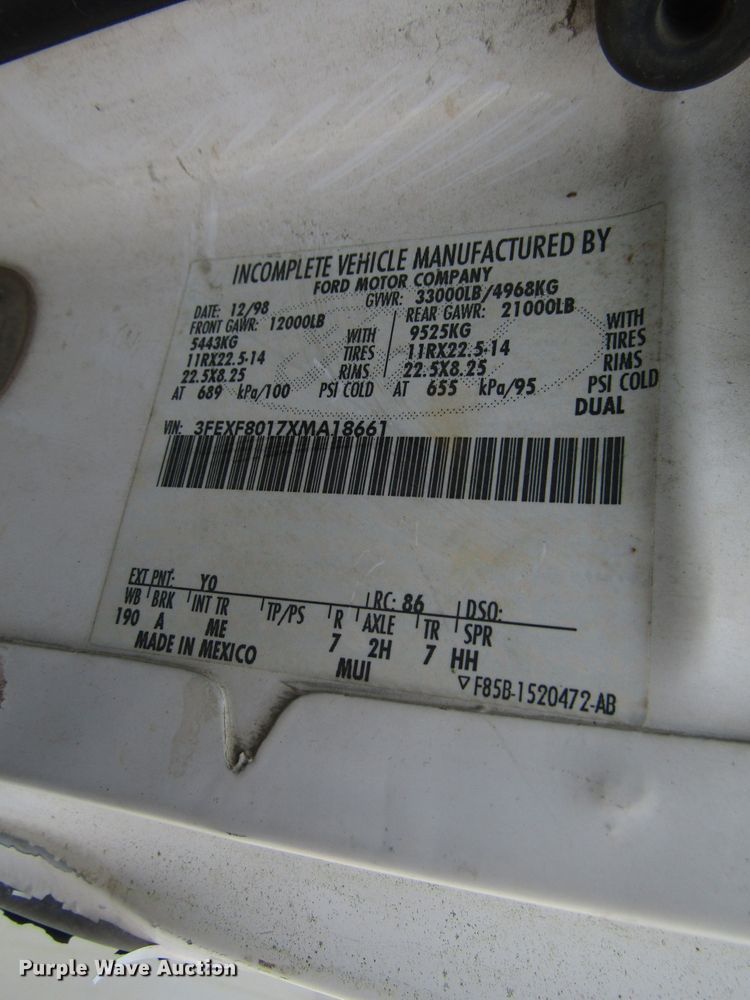 INCOMPLETE VEHICLE MANUFACTURED BY
FORD MOTOR COMPANY
DATE: 12/98 GVWR: 33000LB/4968KG
FRONT GAWR: 12000LB REAR GAWR: 21000LB
5443KG WITH 9525KG WITH
11RX22.5-14 TIRES 11RX22.5-14 TIRES
22.5X8.25 RIMS 22.5X8.25 RIMS
AT 689 kPa/100 PSI COLD AT 655 kPa/95 PSI COLD
DUAL
VIN: 3FEXF8017XMA18661
EXT PNT: YO RC: 86 DSO:
WB BRK INT TR TP/PS R AXLE TR SPR
190 A ME 7 2H 7 HH
MADE IN MEXICO MUI
F85B-1520472-AB
Purple Wave Auction